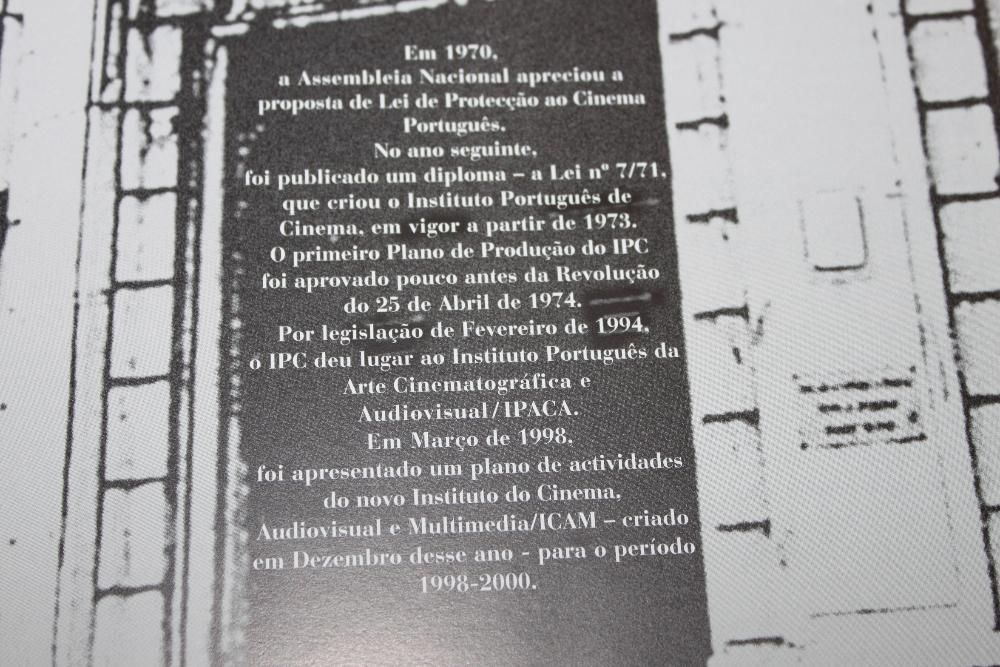 Em 1970,
a Assembleia Nacional apreciou a
proposta de Lei de Protecção ao Cinema
Português.
No ano seguinte,
foi publicado um diploma – a Lei nº 7/71,
que criou o Instituto Português de
Cinema, em vigor a partir de 1973.
O primeiro Plano de Produção do IPC
foi aprovado pouco antes da Revolução
do 25 de Abril de 1974.
Por legislação de Fevereiro de 1994,
o IPC deu lugar ao Instituto Português da
Arte Cinematográfica e
Audiovisual/IPACA.
Em Março de 1998,
foi apresentado um plano de actividades
do novo Instituto do Cinema,
Audiovisual e Multimedia/ICAM – criado
em Dezembro desse ano - para o período
1998-2000.